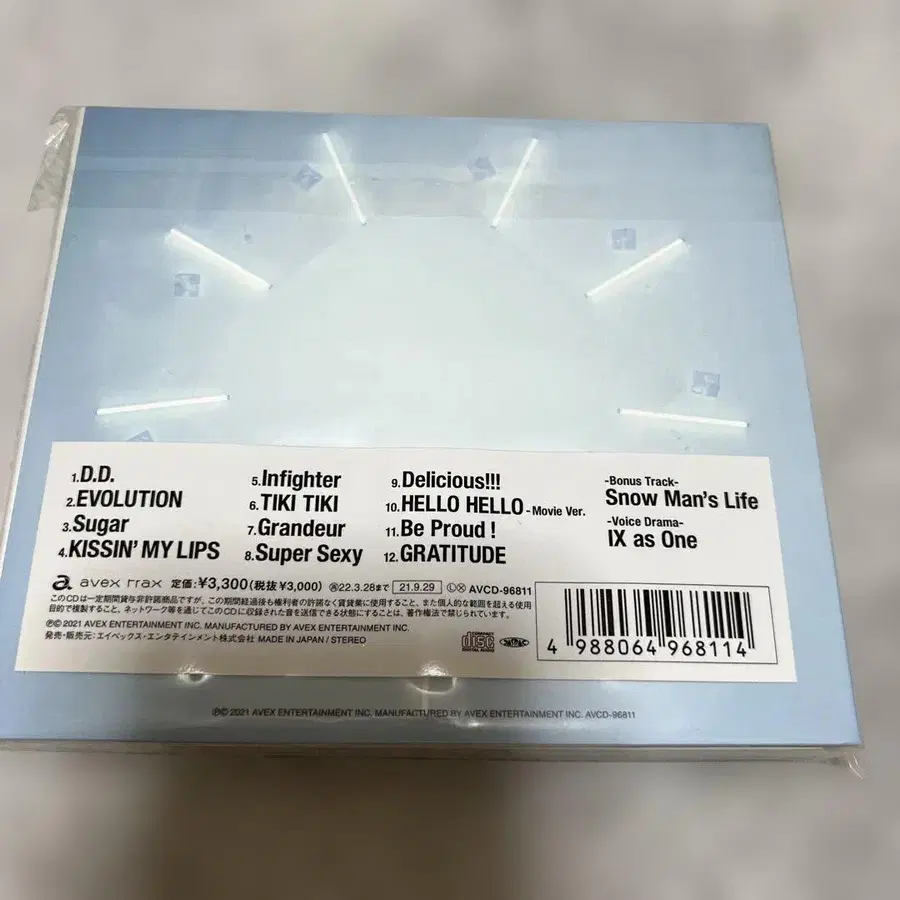 1.D.D.
2.EVOLUTION
3.Sugar
4.KISSIN' MY LIPS
5.Infighter
6.TIKI TIKI
7.Grandeur
8.Super Sexy
9.Delicious!!!
10.HELLO HELLO -Movie Ver.
11.Be Proud !
12.GRATITUDE
-Bonus Track-
Snow Man's Life
-Voice Drama-
IX as One
avex trax 定価:¥3,300(税抜¥3,000) 22.3.28まで 21.9.29 AVCD-96811
このCDは一定期間貸与非許諾商品ですが、この期間経過後も権利者の許諾なく賃貸業に使用すること、また個人的な範囲を超える使用
目的で複製すること、ネットワーク等を通じてこのCDに収録された音を送信できる状態にすることは、著作権法で禁じられています。
Ⓟ© 2021 AVEX ENTERTAINMENT INC. MANUFACTURED BY AVEX ENTERTAINMENT INC.
発売・販売元:エイベックス・エンタテインメント株式会社 MADE IN JAPAN / STEREO
COMPACT
disc
DIGITAL AUDIO
4 988064 968114
Ⓟ© 2021 AVEX ENTERTAINMENT INC. MANUFACTURED BY AVEX ENTERTAINMENT INC. AVCD-96811